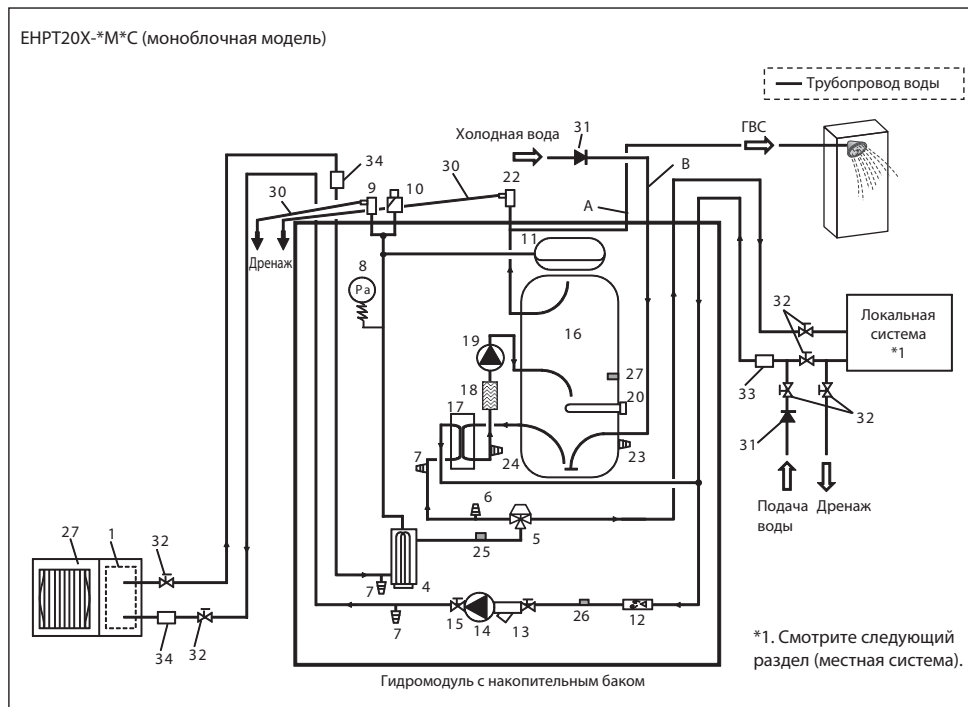 EHPT20X-*M*C (моноблочная модель)
Трубопровод воды
Холодная вода
31
ГВС
34
30
9
10
30
22
B
A
Дренаж
8
Pa
11
16
32
Локальная
система
*1
19
27
18
20
33
17
32
7
24
23
31
6
5
25
Подача
воды
Дренаж
27
1
32
4
7
34
32
7
15
14
13
26
12
*1. Смотрите следующий
раздел (местная система).
Гидромодуль с накопительным баком